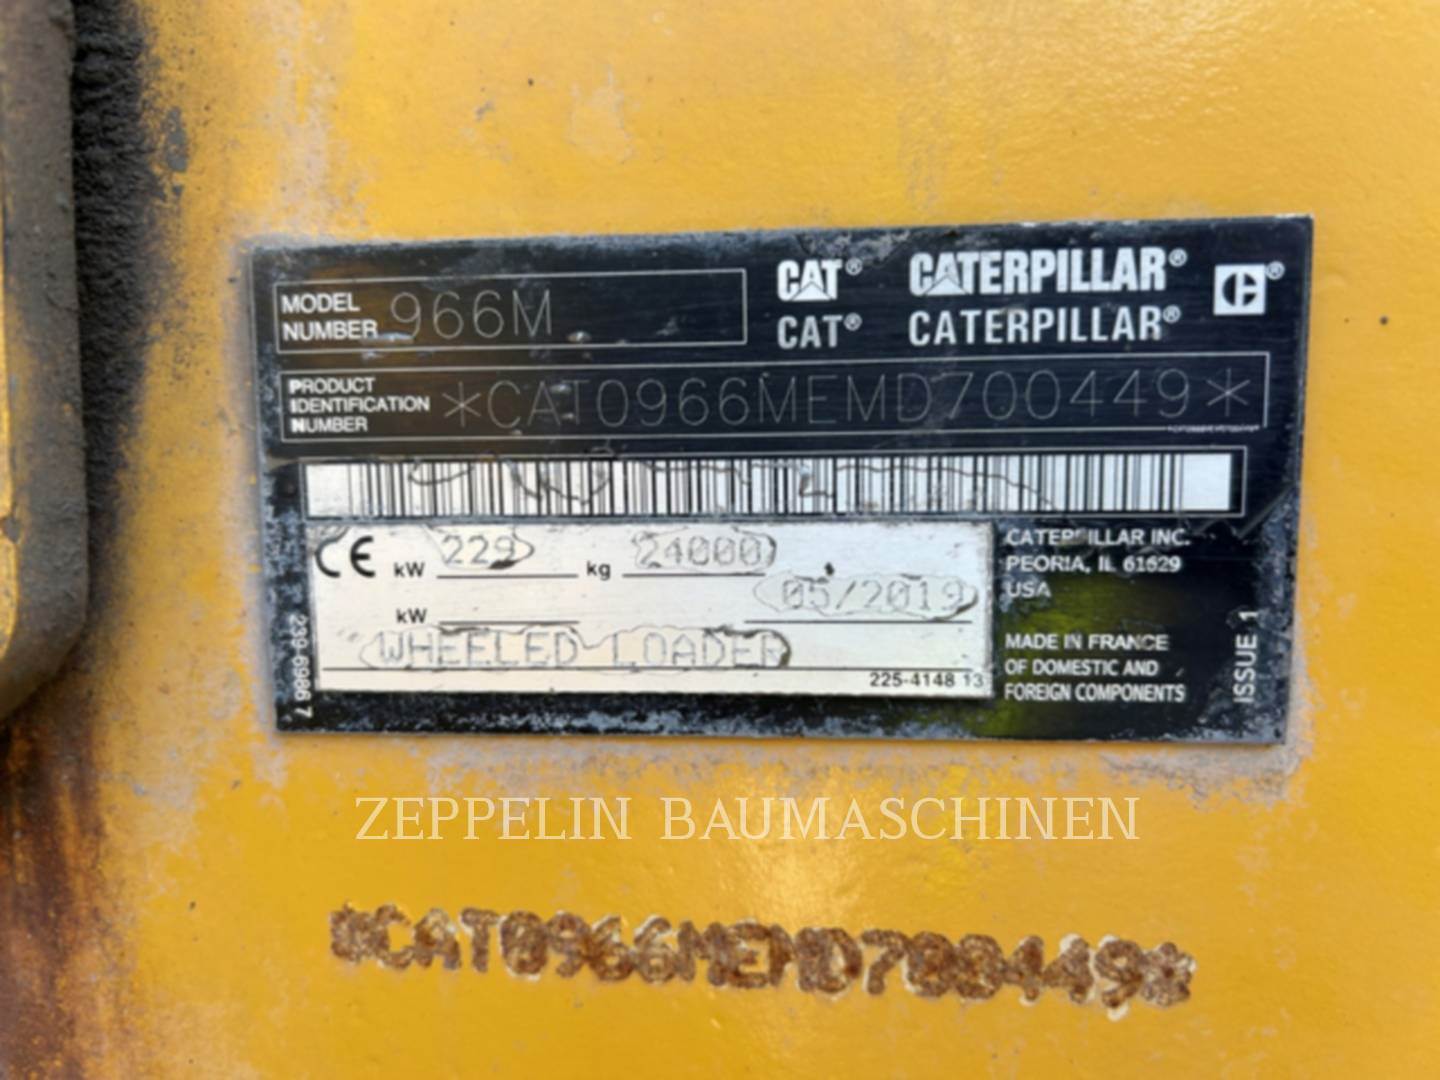 MODEL NUMBER 966M
CAT® CATERPILLAR®
CAT® CATERPILLAR®
PRODUCT IDENTIFICATION NUMBER *CAT0966MEMD700449*
CE kW 229 kg 24000
kW 05/2019
WHEELED LOADER
225-4148 13
239-6986 7
CATERPILLAR INC.
PEORIA, IL 61629
USA
MADE IN FRANCE
OF DOMESTIC AND
FOREIGN COMPONENTS
ISSUE 1
ZEPPELIN BAUMASCHINEN
*CAT0966MEMD700449*